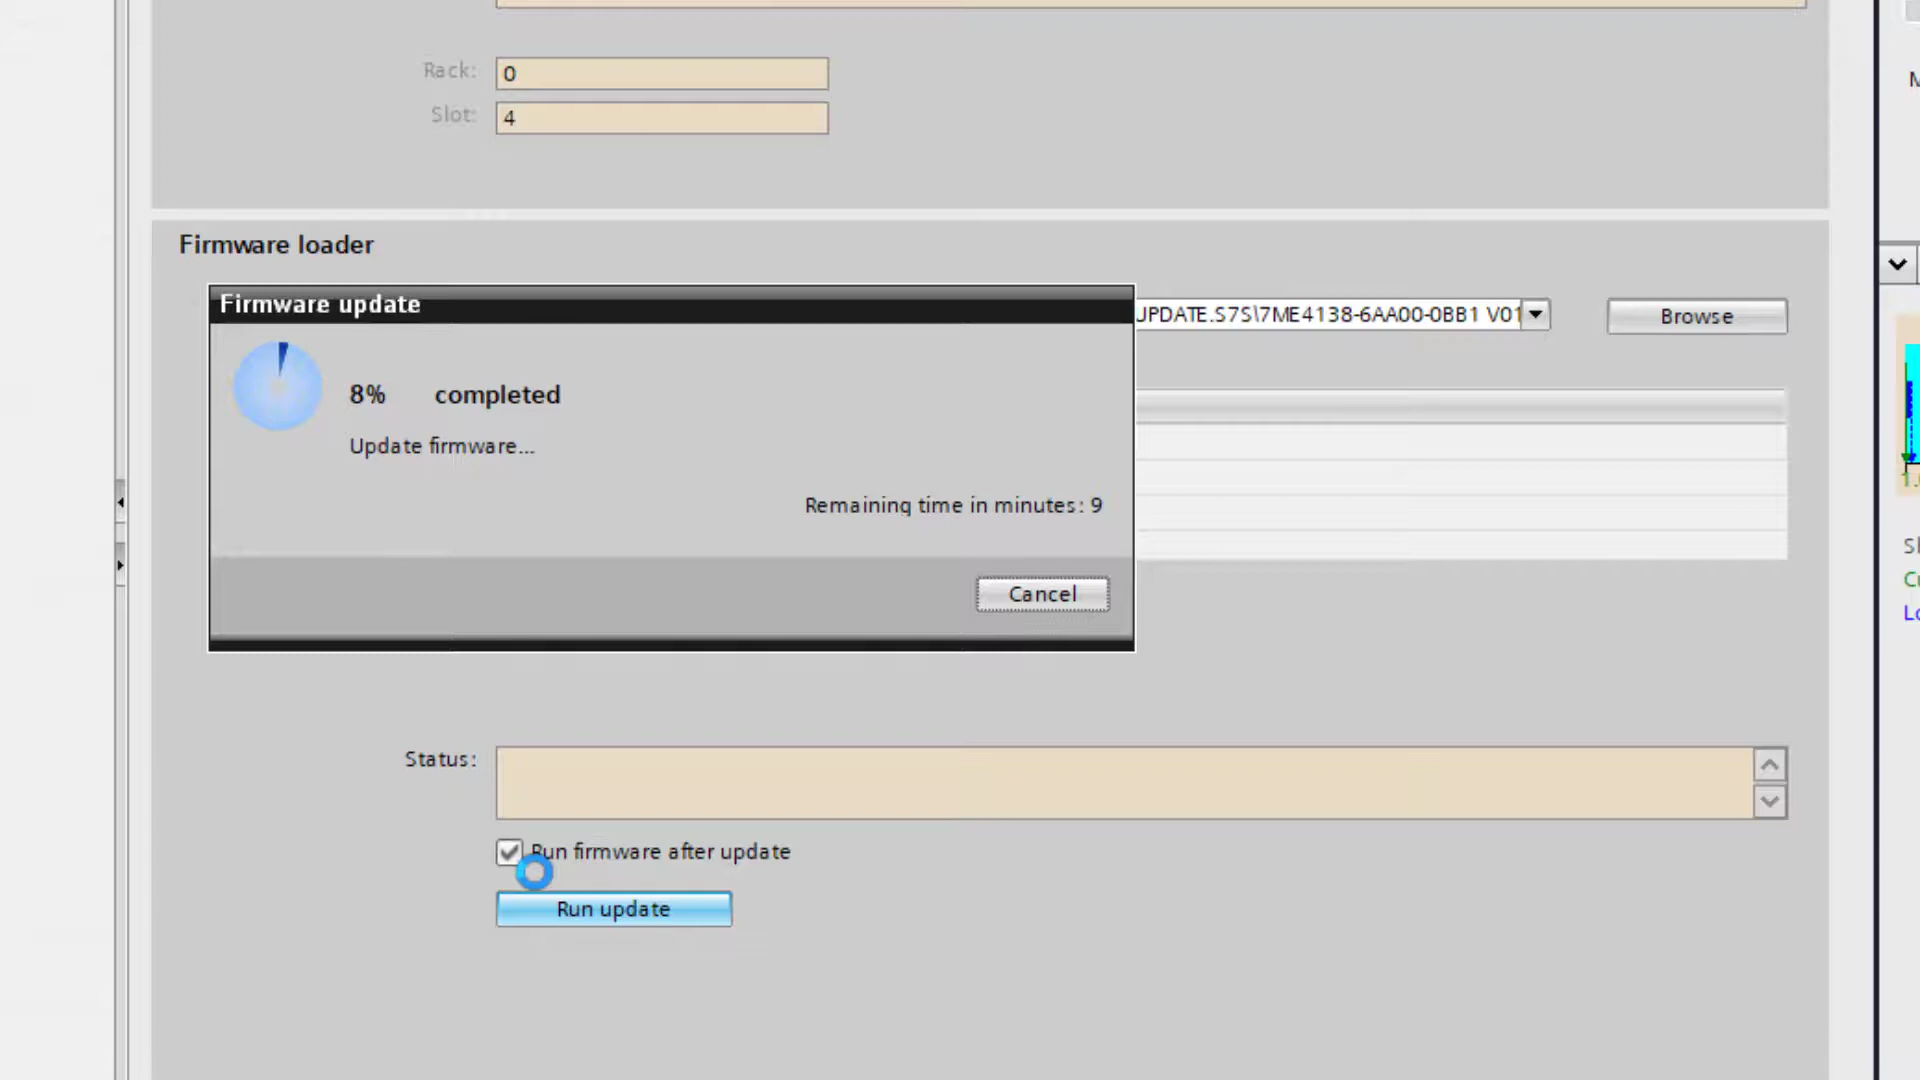 Rack:
0
Slot:
4
Firmware loader
Firmware update
UPDATE.S7S\7ME4138-6AA00-0BB1 V01
Browse
8% completed
Update firmware...
Remaining time in minutes: 9
Cancel
Status:
Run firmware after update
Run update